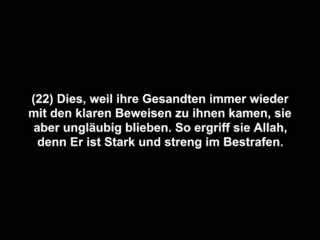 (22) Dies, weil ihre Gesandten immer wieder
mit den klaren Beweisen zu ihnen kamen, sie
aber ungläubig blieben. So ergriff sie Allah,
denn Er ist Stark und streng im Bestrafen.